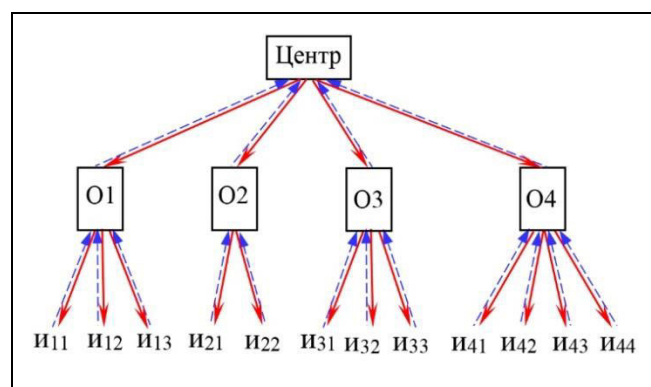 Центр
О1 О2 О3 О4
и11 и12 и13 и21 и22 и31 и32 и33 и41 и42 и43 и44